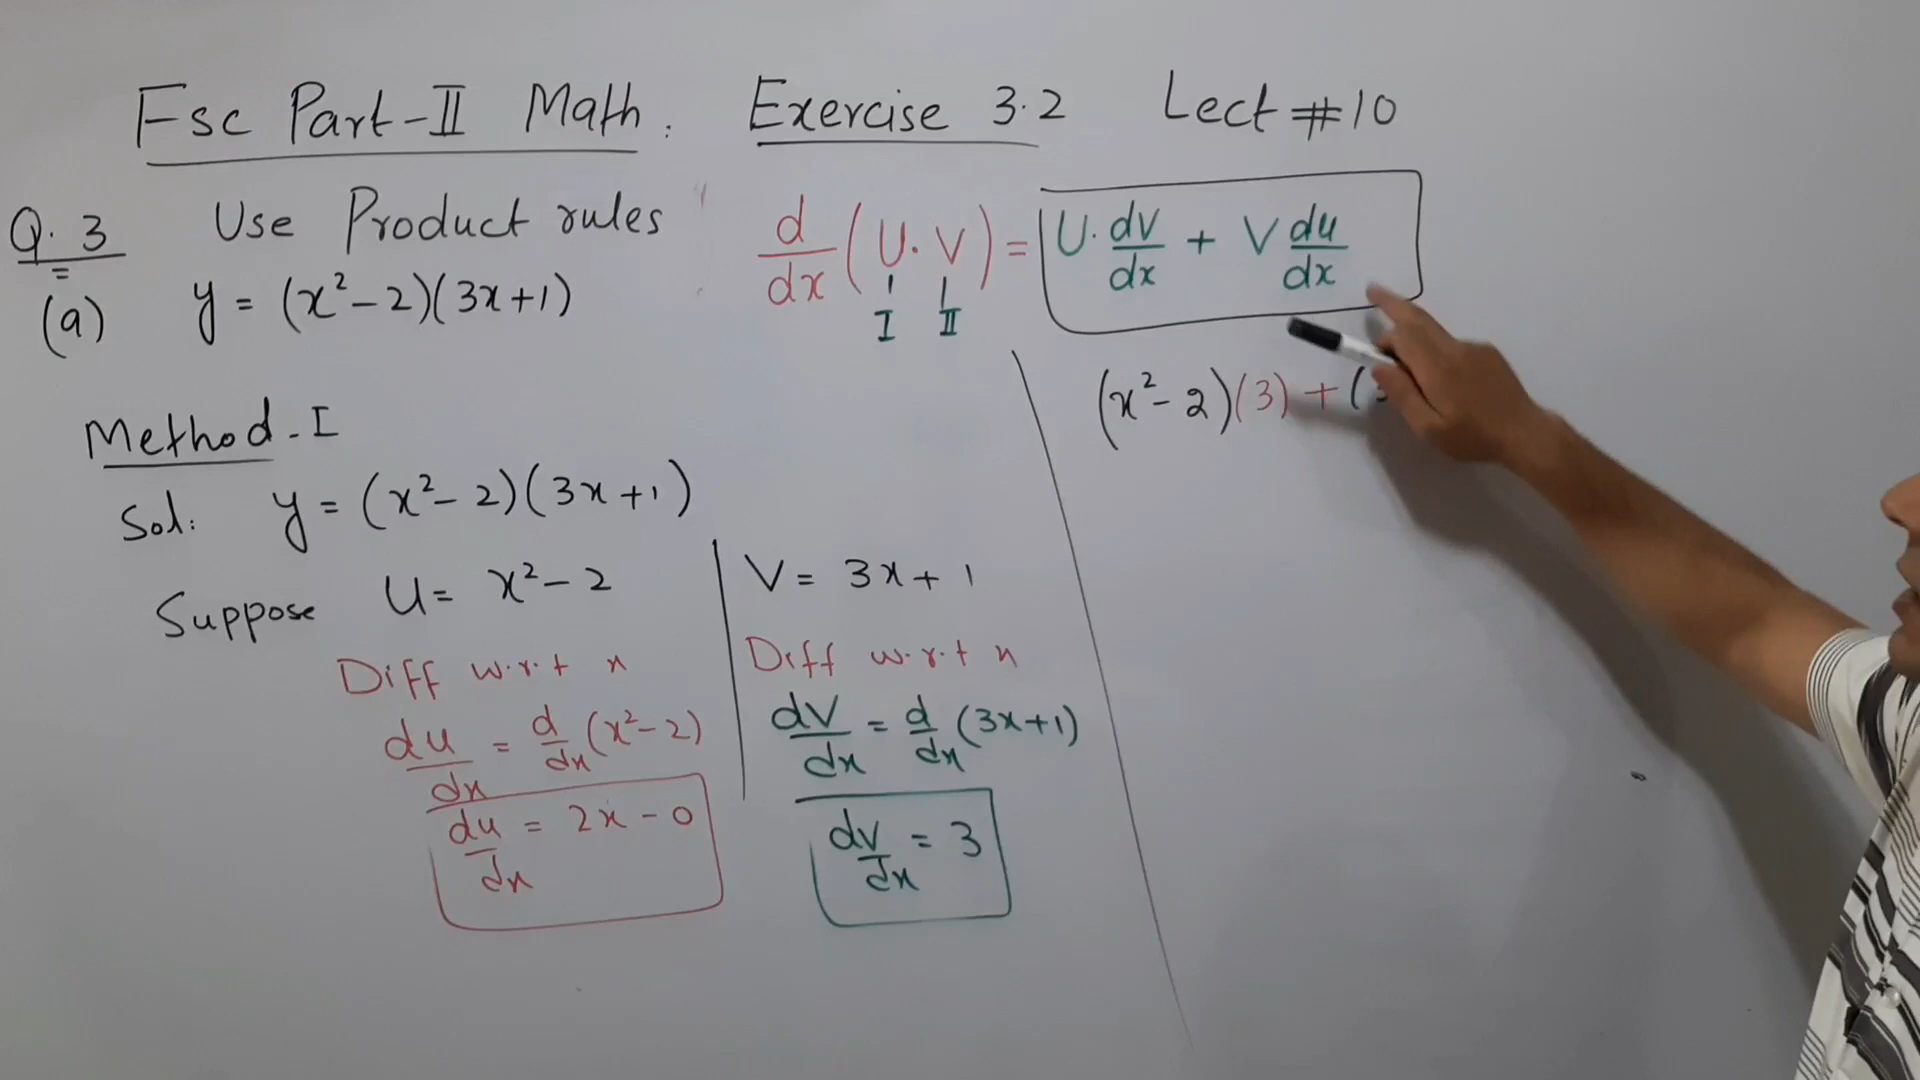 Fsc Part-II Math. Exercise 3.2 Lect #10
Q.3 Use Product rules
d/dx (U.V) = U.dV/dx + V du/dx
I II
(a) y = (x²-2)(3x+1)
(x²-2)(3)+(
Method-I
Sol: y = (x²-2)(3x+1)
Suppose U = x²-2
V = 3x+1
Diff w.r.t x
Diff w.r.t x
du/dx = d/dx (x²-2)
dV/dx = d/dx (3x+1)
du/dx = 2x-0
dv/dx = 3